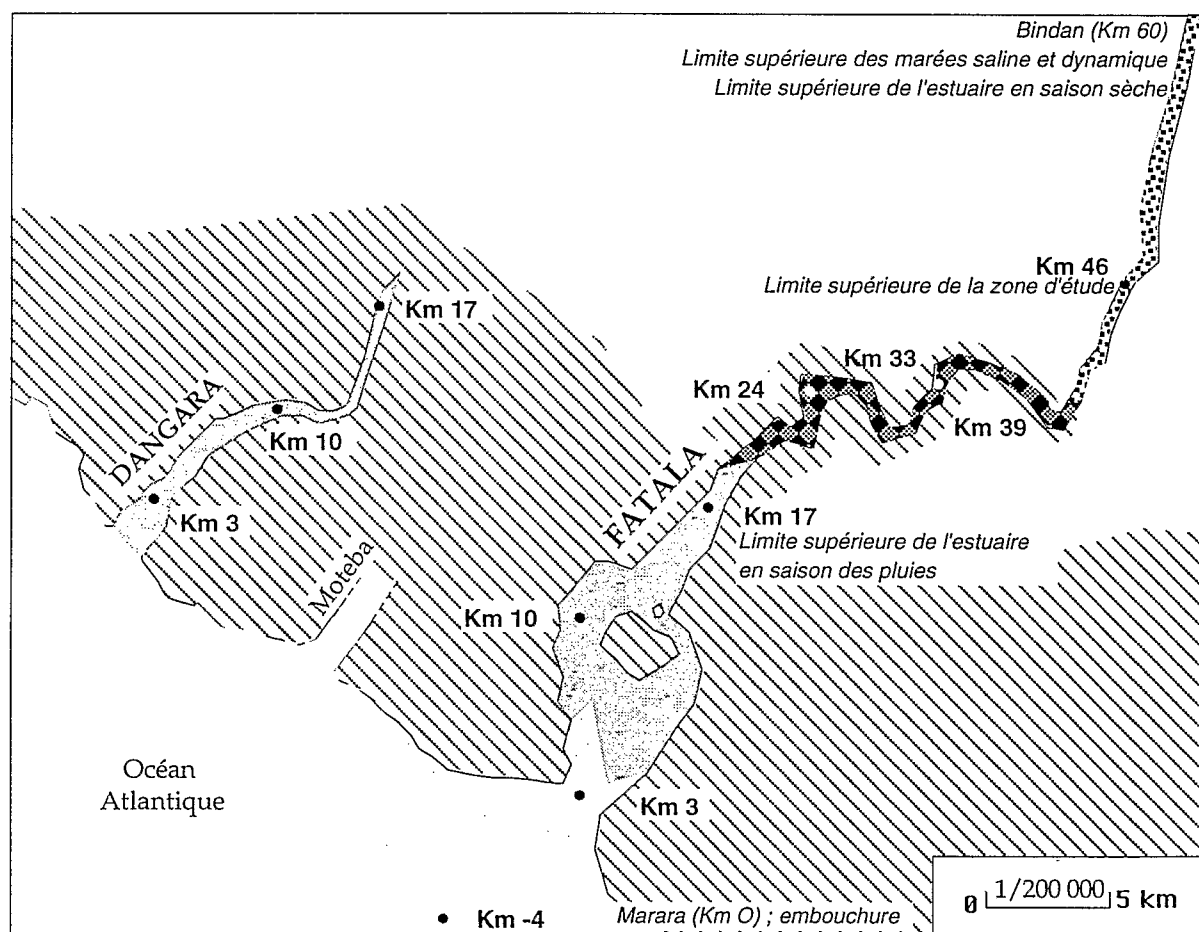 Bindan (Km 60)
Limite supérieure des marées saline et dynamique
Limite supérieure de l'estuaire en saison sèche
Km 46
Limite supérieure de la zone d'étude
Km 17
Km 33
Km 24
DANGARA
Km 10
Km 39
FATALA
Km 3
Km 17
Limite supérieure de l'estuaire
en saison des pluies
Moteba
Km 10
Océan
Atlantique
Km 3
0 1/200 000 5 km
Km -4
Marara (Km O) ; embouchure